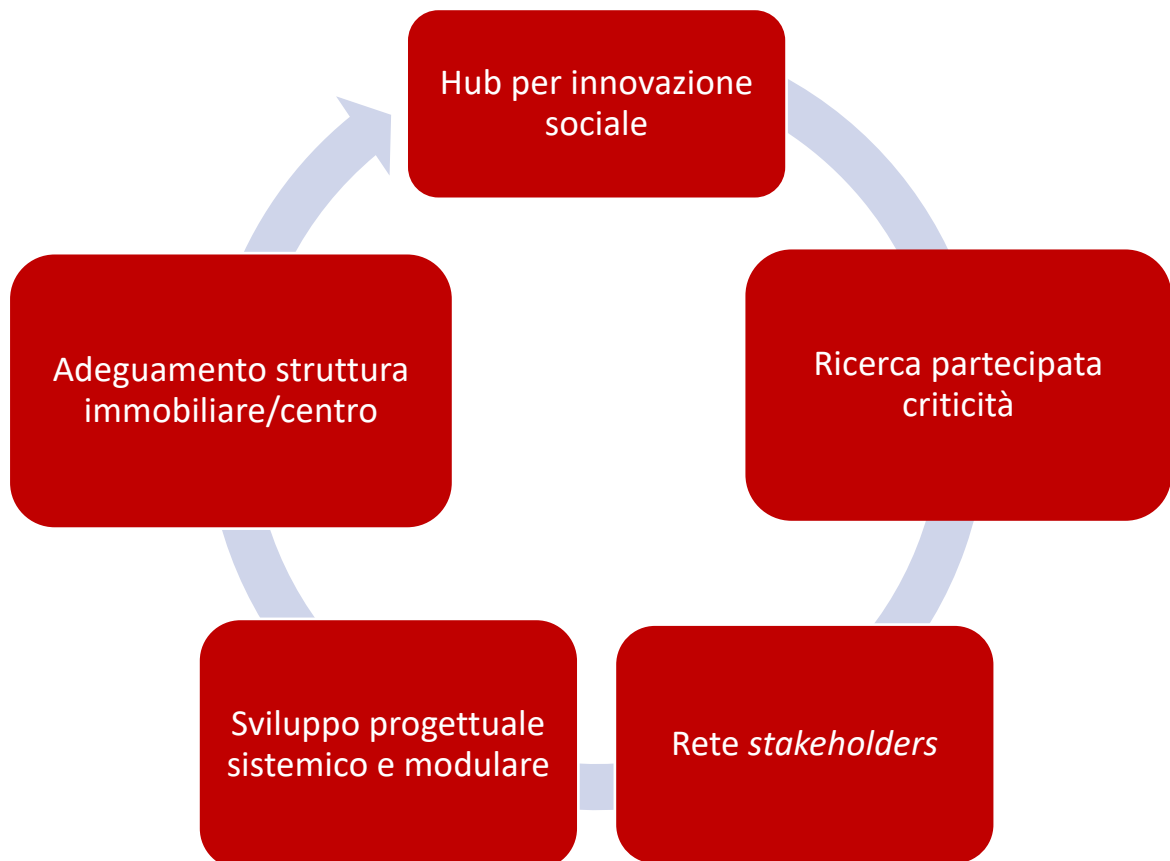 Hub per innovazione
sociale
Ricerca partecipata
criticità
Rete stakeholders
Sviluppo progettuale
sistemico e modulare
Adeguamento struttura
immobiliare/centro